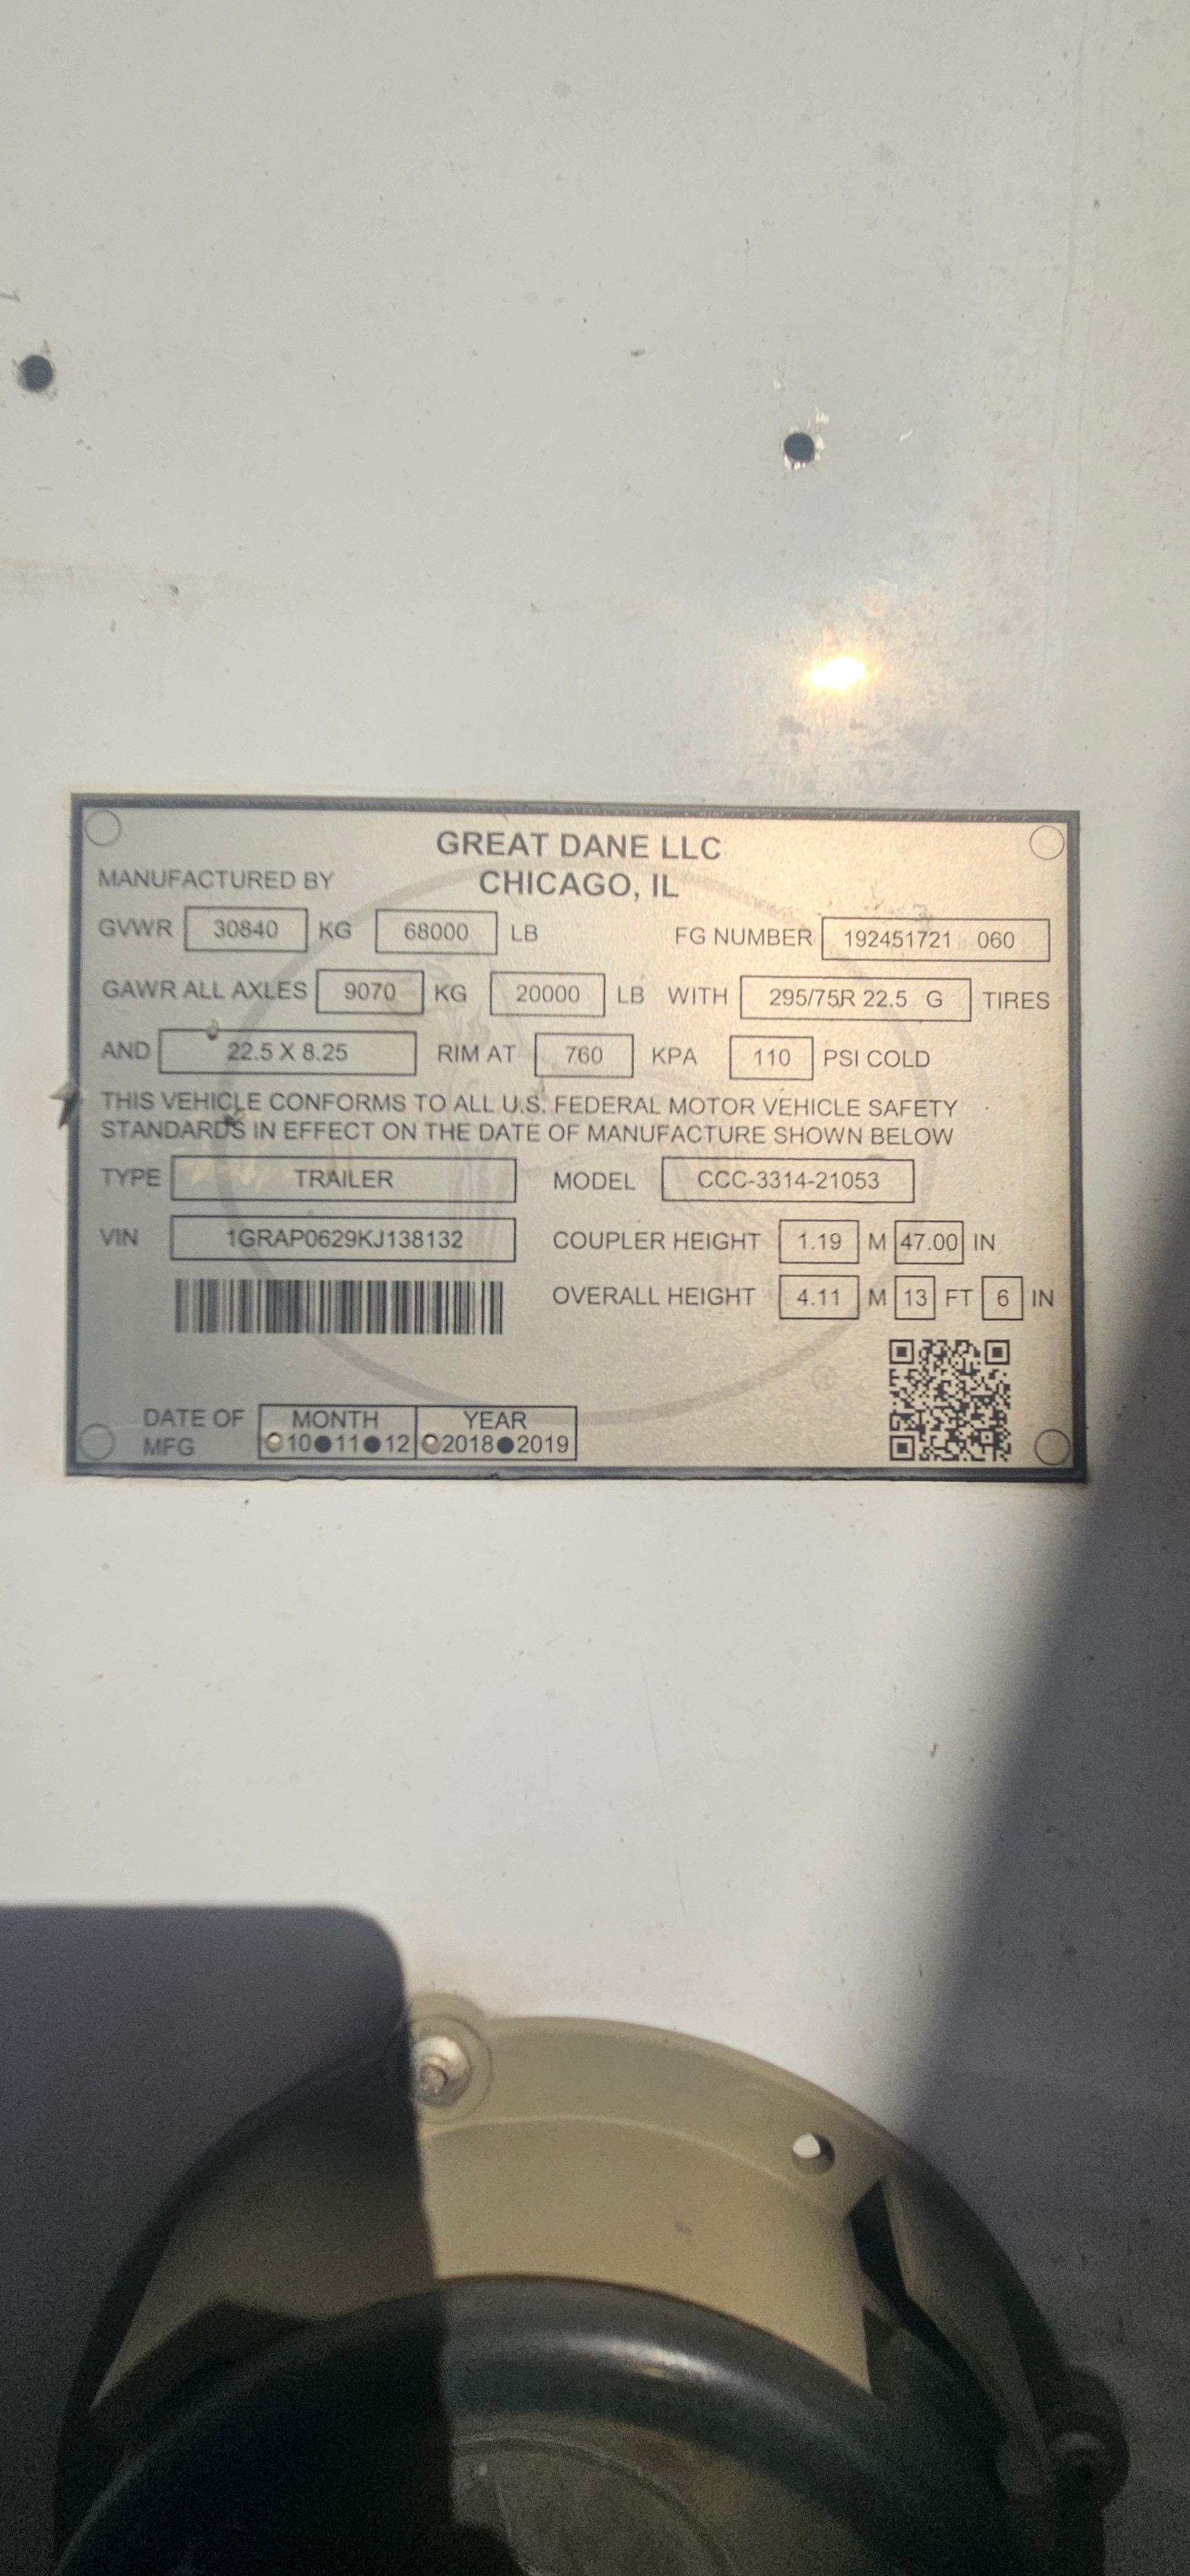 GREAT DANE LLC
MANUFACTURED BY CHICAGO, IL
GVWR 30840 KG 68000 LB FG NUMBER 192451721 060
GAWR ALL AXLES 9070 KG 20000 LB WITH 295/75R 22.5 G TIRES
AND 22.5 X 8.25 RIM AT 760 KPA 110 PSI COLD
THIS VEHICLE CONFORMS TO ALL U.S. FEDERAL MOTOR VEHICLE SAFETY
STANDARDS IN EFFECT ON THE DATE OF MANUFACTURE SHOWN BELOW
TYPE TRAILER MODEL CCC-3314-21053
VIN 1GRAP0629KJ138132 COUPLER HEIGHT 1.19 M 47.00 IN
OVERALL HEIGHT 4.11 M 13 FT 6 IN
®
DATE OF MONTH YEAR
MFG 10●11●12 2018●2019